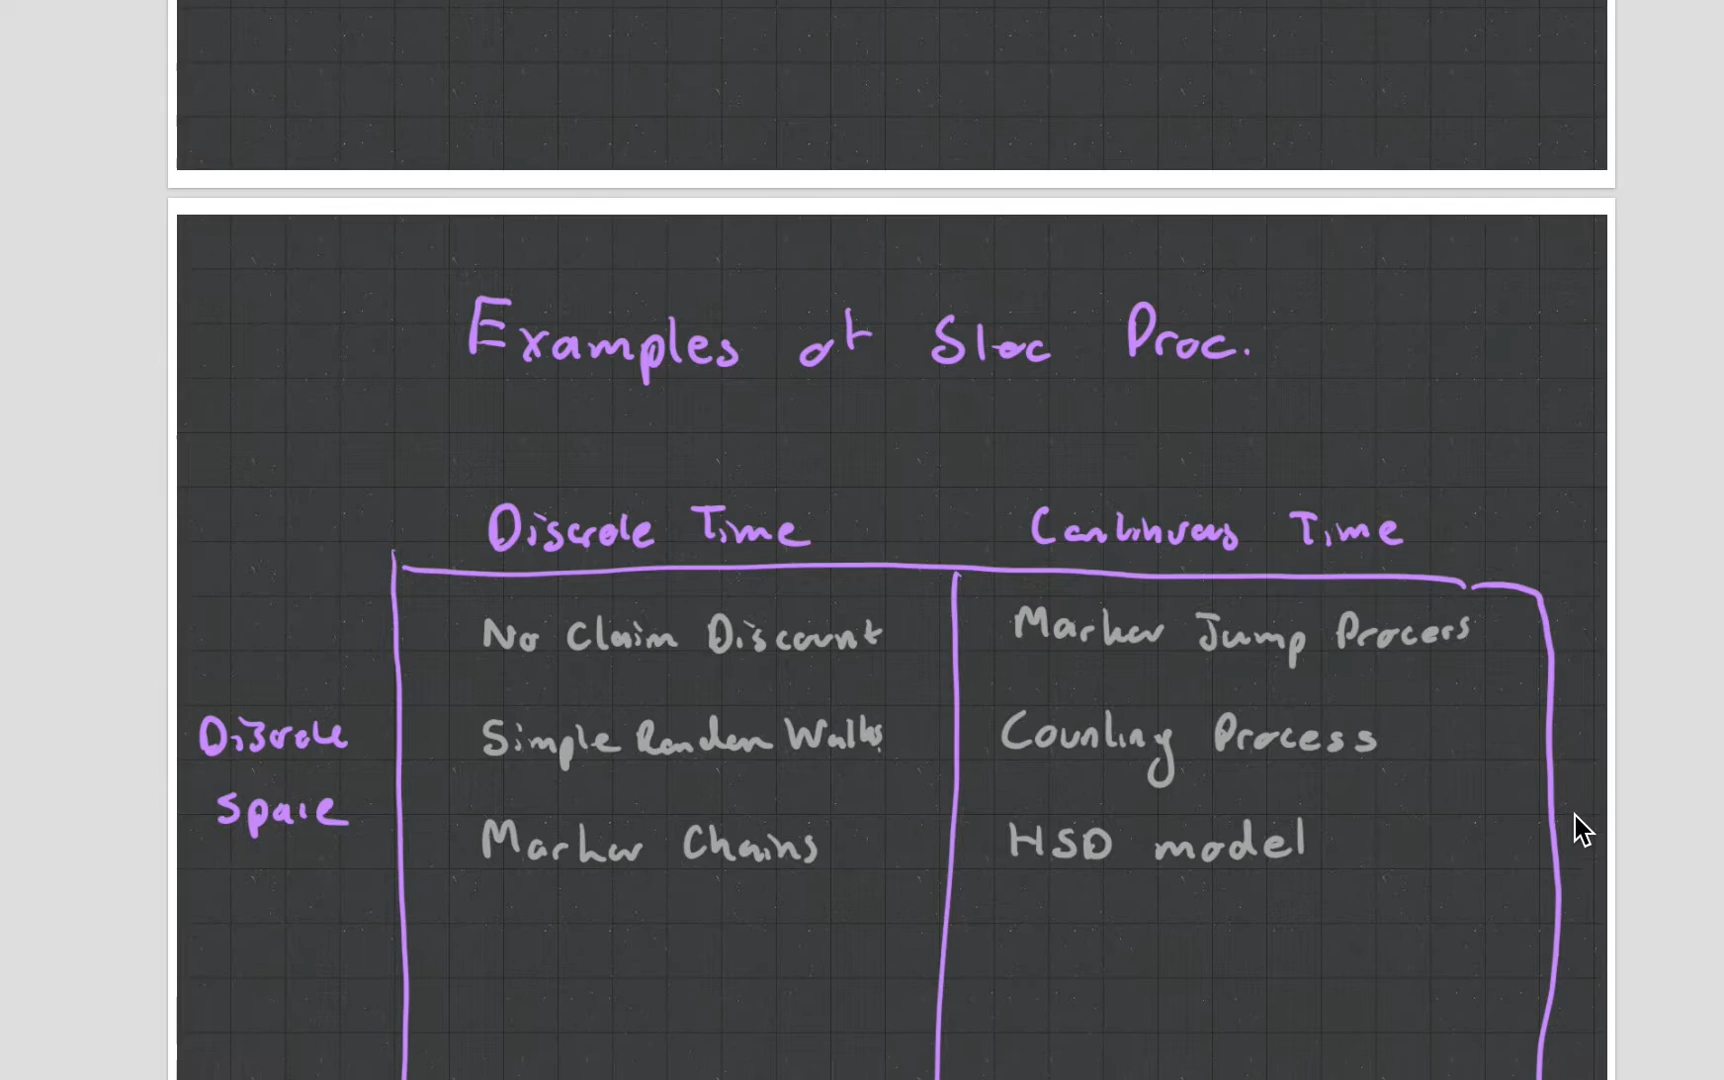 Examples of Stoc Proc.
Discrete Time Continuous Time
No Claim Discount Markov Jump Process
Discrete Simple Random Walks Counting Process
Space
Markov Chains HSD model